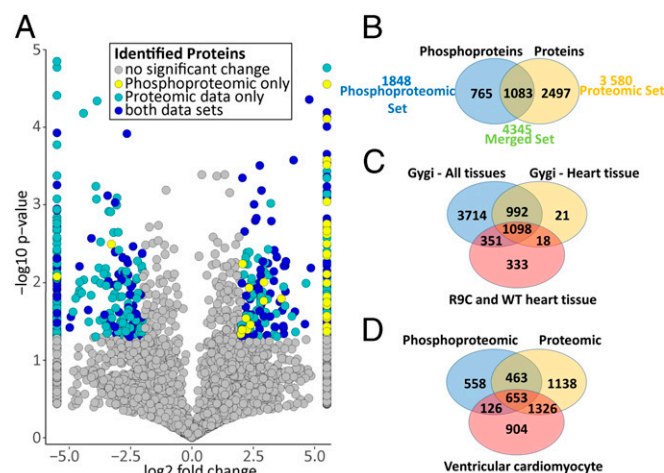 A
Identified Proteins
no significant change
Phosphoproteomic only
Proteomic data only
both data sets
−log10 p-value
5
4
3
2
1
0
−5.0
−2.5
0.0
2.5
5.0
log2 fold change
B
Phosphoproteins
Proteins
1848
Phosphoproteomic
Set
765
1083
2497
3 580
Proteomic Set
4345
Merged Set
C
Gygi - All tissues
Gygi - Heart tissue
3714
992
21
1098
351
18
333
R9C and WT heart tissue
D
Phosphoproteomic
Proteomic
558
463
1138
653
126
1326
904
Ventricular cardiomyocyte